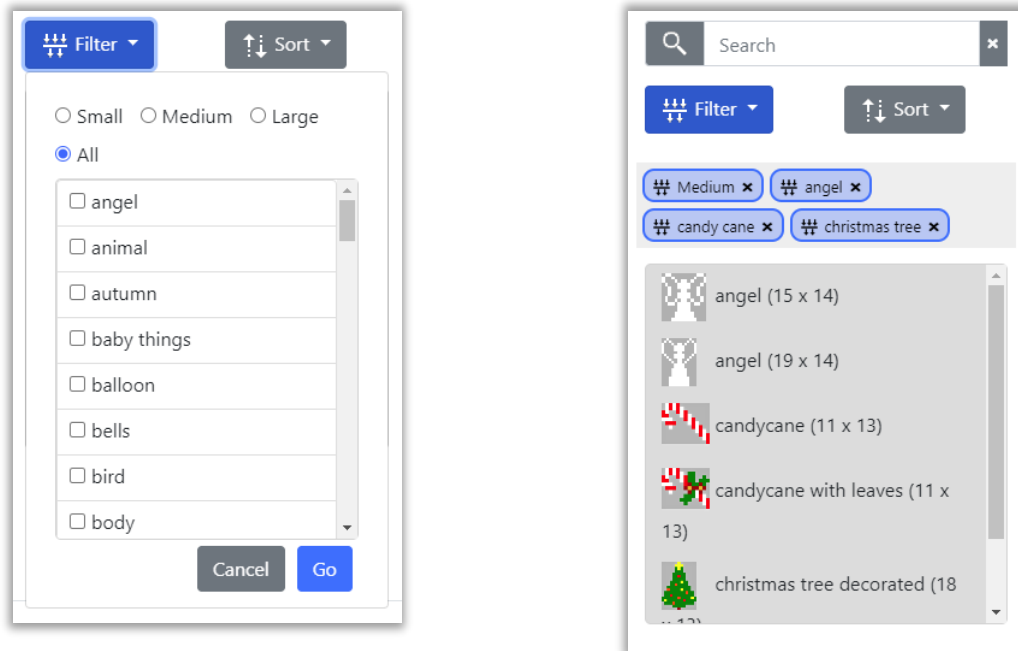 Filter
Sort
Small Medium Large
All
angel
animal
autumn
baby things
balloon
bells
bird
body
Cancel Go
Search
Filter
Sort
Medium angel
candy cane christmas tree
angel (15 x 14)
angel (19 x 14)
candycane (11 x 13)
candycane with leaves (11 x
13)
christmas tree decorated (18
x 13)